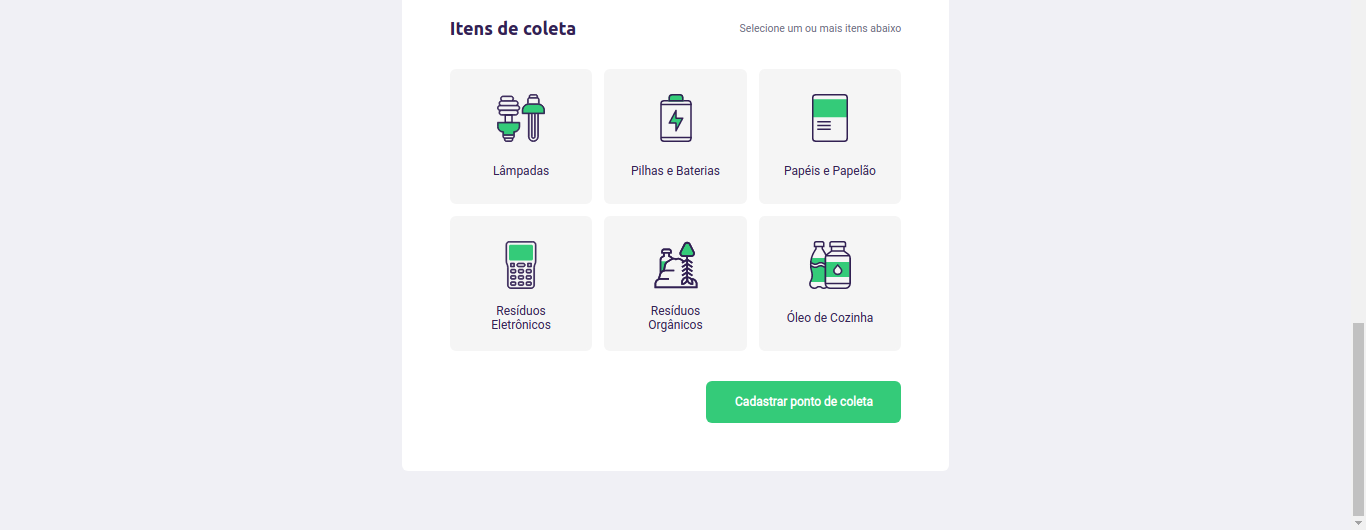 Itens de coleta
Selecione um ou mais itens abaixo
Lâmpadas
Pilhas e Baterias
Papéis e Papelão
Resíduos
Eletrônicos
Resíduos
Orgânicos
Óleo de Cozinha
Cadastrar ponto de coleta